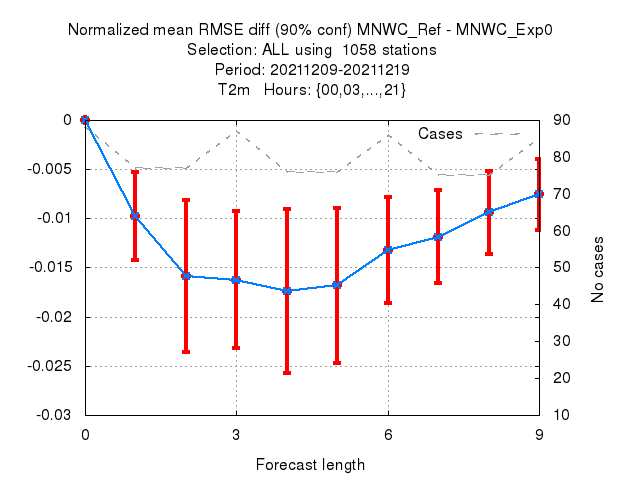 Normalized mean RMSE diff (90% conf) MNWC_Ref - MNWC_Exp0
Selection: ALL using  1058 stations
Period: 20211209-20211219
T2m   Hours: {00,03,...,21}
Cases
0
-0.005
-0.01
-0.015
-0.02
-0.025
-0.03
90
80
70
60
50
40
30
20
10
No cases
0
3
6
9
Forecast length